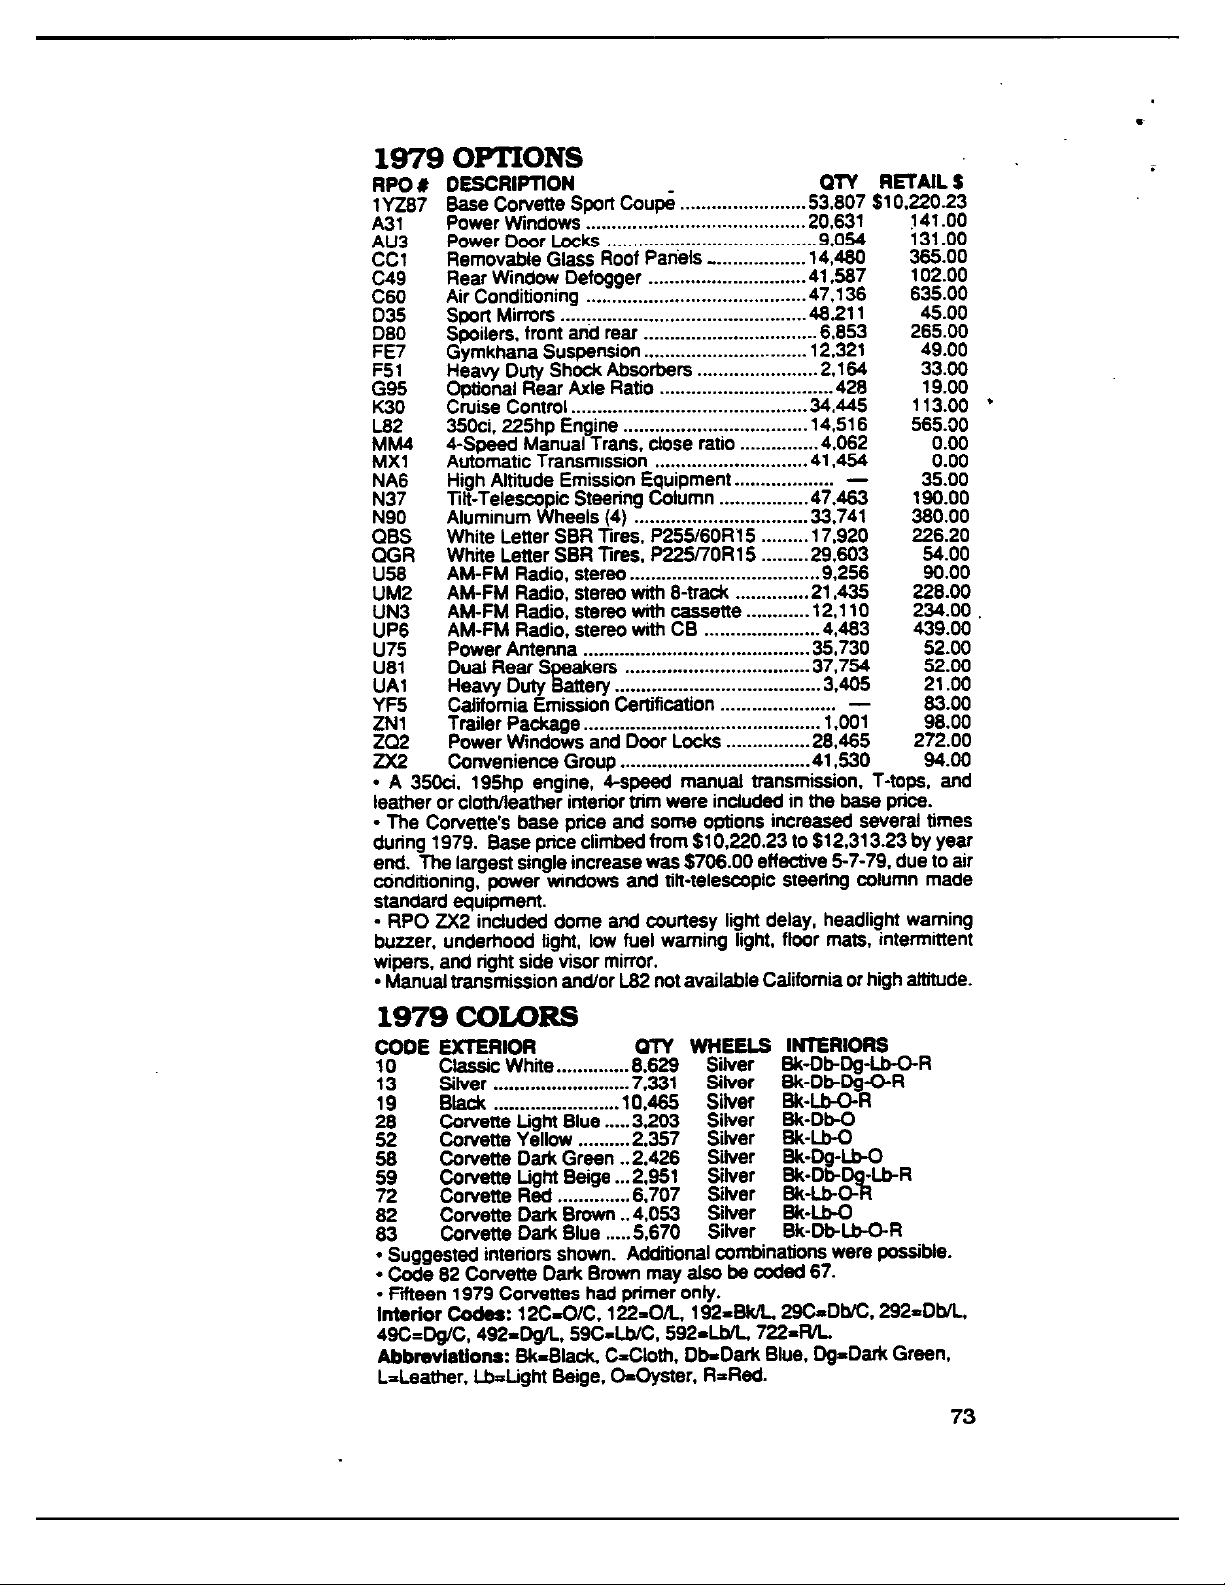 1979 OPTIONS
RPO # DESCRIPTION QTY RETAIL $
1YZ87 Base Corvette Sport Coupe ........................ 53,807 $10,220.23
A31 Power Windows .......................................... 20,631 141.00
AU3 Power Door Locks ........................................ 9,054 131.00
CC1 Removable Glass Roof Panels ................... 14,480 365.00
C49 Rear Window Defogger .............................. 41,587 102.00
C60 Air Conditioning .......................................... 47,136 635.00
D35 Sport Mirrors ............................................... 48,211 45.00
D80 Spoilers, front and rear ................................. 6,853 265.00
FE7 Gymkhana Suspension ............................... 12,321 49.00
F51 Heavy Duty Shock Absorbers ....................... 2,164 33.00
G95 Optional Rear Axle Ratio ................................. 428 19.00
K30 Cruise Control ............................................. 34,445 113.00
L82 350ci, 225hp Engine ................................... 14,516 565.00
MM4 4-Speed Manual Trans, close ratio ............... 4,062 0.00
MX1 Automatic Transmission ............................. 41,454 0.00
NA6 High Altitude Emission Equipment ................... — 35.00
N37 Tilt-Telescopic Steering Column ................. 47,463 190.00
N90 Aluminum Wheels (4) ................................. 33,741 380.00
QBS White Letter SBR Tires, P255/60R15 ......... 17,920 226.20
QGR White Letter SBR Tires, P225/70R15 ......... 29,603 54.00
U58 AM-FM Radio, stereo .................................... 9,256 90.00
UM2 AM-FM Radio, stereo with 8-track .............. 21,435 228.00
UN3 AM-FM Radio, stereo with cassette ............ 12,110 234.00
UP6 AM-FM Radio, stereo with CB ...................... 4,483 439.00
U75 Power Antenna ........................................... 35,730 52.00
U81 Dual Rear Speakers ................................... 37,754 52.00
UA1 Heavy Duty Battery ....................................... 3,405 21.00
YF5 California Emission Certification ...................... — 83.00
ZN1 Trailer Package ............................................. 1,001 98.00
ZQ2 Power Windows and Door Locks ................ 28,465 272.00
ZX2 Convenience Group .................................... 41,530 94.00
• A 350ci, 195hp engine, 4-speed manual transmission, T-tops, and
leather or cloth/leather interior trim were included in the base price.
• The Corvette's base price and some options increased several times
during 1979. Base price climbed from $10,220.23 to $12,313.23 by year
end. The largest single increase was $706.00 effective 5-7-79, due to air
conditioning, power windows and tilt-telescopic steering column made
standard equipment.
• RPO ZX2 included dome and courtesy light delay, headlight warning
buzzer, underhood light, low fuel warning light, floor mats, intermittent
wipers, and right side visor mirror.
• Manual transmission and/or L82 not available California or high altitude.
1979 COLORS
CODE EXTERIOR QTY WHEELS INTERIORS
10 Classic White .............. 8,629 Silver Bk-Db-Dg-Lb-O-R
13 Silver .......................... 7,331 Silver Bk-Db-Dg-O-R
19 Black ........................ 10,465 Silver Bk-Lb-O-R
28 Corvette Light Blue ..... 3,203 Silver Bk-Db-O
52 Corvette Yellow .......... 2,357 Silver Bk-Lb-O
58 Corvette Dark Green .. 2,426 Silver Bk-Dg-Lb-O
59 Corvette Light Beige ... 2,951 Silver Bk-Db-Dg-Lb-R
72 Corvette Red .............. 6,707 Silver Bk-Lb-O-R
82 Corvette Dark Brown .. 4,053 Silver Bk-Lb-O
83 Corvette Dark Blue ..... 5,670 Silver Bk-Db-Lb-O-R
• Suggested interiors shown. Additional combinations were possible.
• Code 82 Corvette Dark Brown may also be coded 67.
• Fifteen 1979 Corvettes had primer only.
Interior Codes: 12C=O/C, 122=O/L, 192=Bk/L, 29C=Db/C, 292=Db/L,
49C=Dg/C, 492=Dg/L, 59C=Lb/C, 592=Lb/L, 722=R/L.
Abbreviations: Bk=Black, C=Cloth, Db=Dark Blue, Dg=Dark Green,
L=Leather, Lb=Light Beige, O=Oyster, R=Red.
73